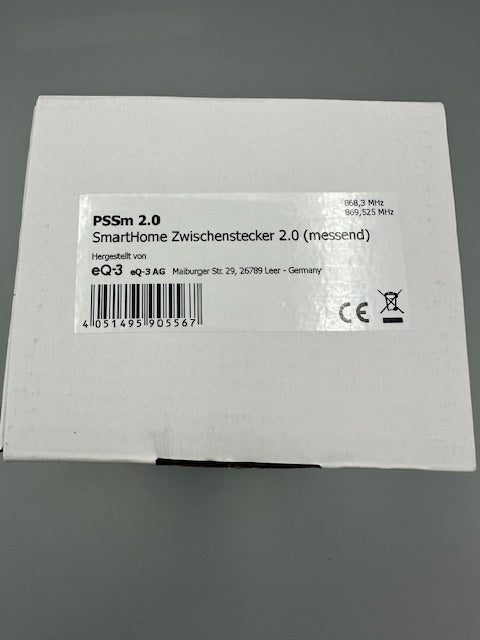 868,3 MHz
869,525 MHz
PSSm 2.0
SmartHome Zwischenstecker 2.0 (messend)
Hergestellt von
eQ-3 eQ-3 AG Maiburger Str. 29, 26789 Leer - Germany
4 051495 905567
CE